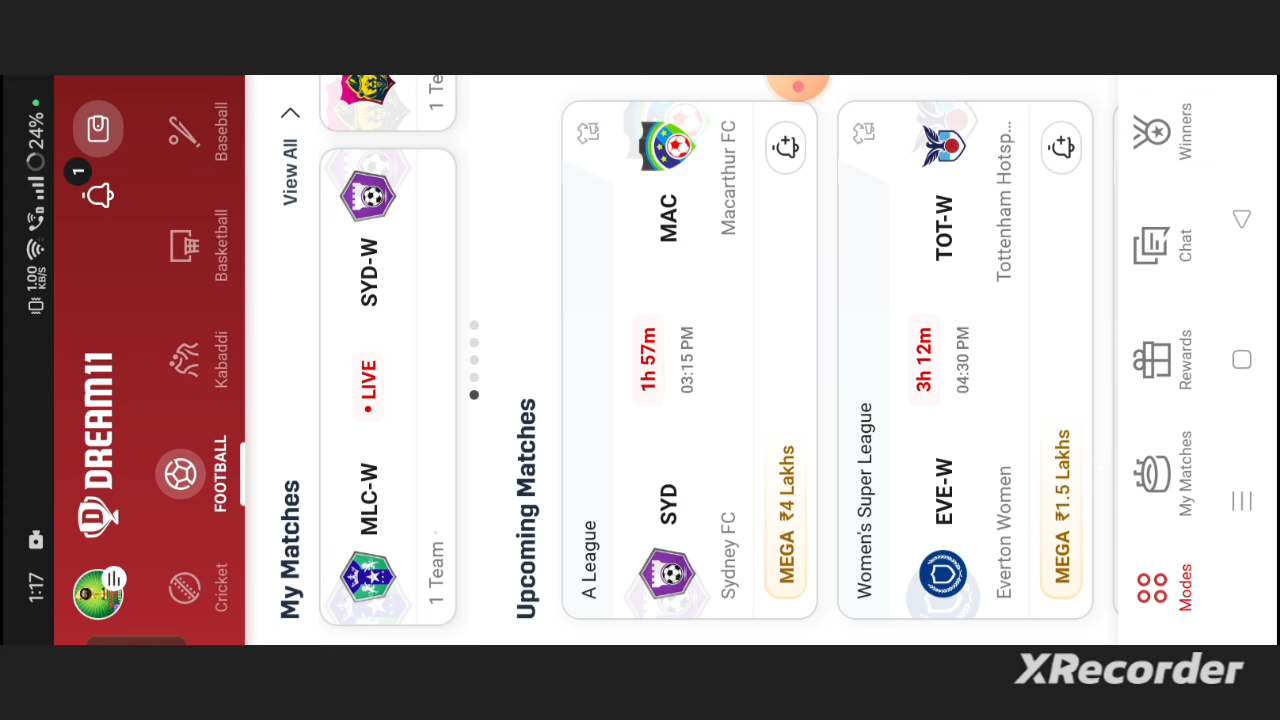 1:17
1.00 KB/S
24%
DREAM11
1
Cricket
FOOTBALL
Kabaddi
Basketball
Baseball
My Matches
View All
MLC-W
• LIVE
SYD-W
1 Team
1 Te
Upcoming Matches
A League
SYD
1h 57m
MAC
Sydney FC
03:15 PM
Macarthur FC
MEGA ₹4 Lakhs
Women's Super League
EVE-W
3h 12m
TOT-W
Everton Women
04:30 PM
Tottenham Hotsp...
MEGA ₹1.5 Lakhs
Modes
My Matches
Rewards
Chat
Winners
XRecorder